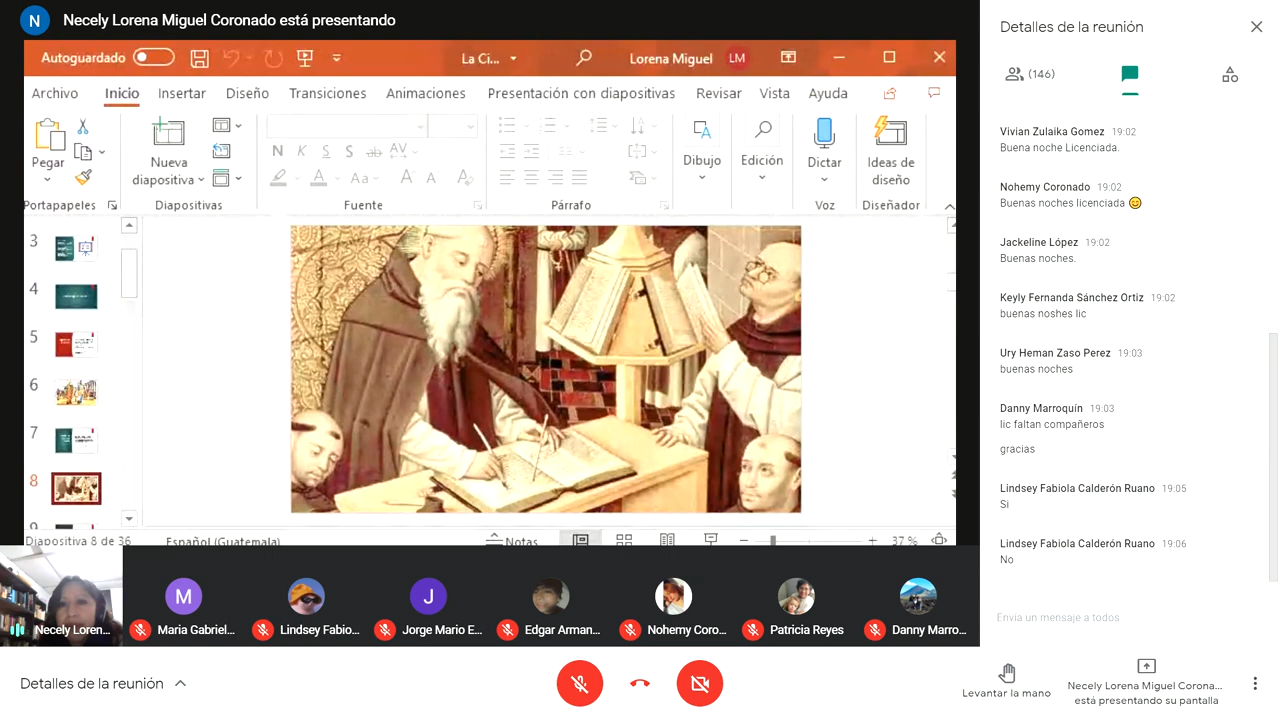 N Necely Lorena Miguel Coronado está presentando
Autoguardado La Ci... Lorena Miguel LM
Archivo Inicio Insertar Diseño Transiciones Animaciones Presentación con diapositivas Revisar Vista Ayuda
Pegar
Nueva
diapositiva
N K S S ab AV
A Aa A A A
Dibujo
Edición
Dictar
Ideas de
diseño
Portapapeles Diapositivas Fuente Párrafo Voz Diseñador
3
4
5
6
7
8
9
Diapositiva 8 de 36 Español (Guatemala) Notas 37 %
M J
Necely Loren... Maria Gabriel... Lindsey Fabio... Jorge Mario E... Edgar Arman... Nohemy Coro... Patricia Reyes Danny Marro...
Detalles de la reunión
Detalles de la reunión
(146)
Vivian Zulaika Gomez 19:02
Buena noche Licenciada.
Nohemy Coronado 19:02
Buenas noches licenciada 😊
Jackeline López 19:02
Buenas noches.
Keyly Fernanda Sánchez Ortiz 19:02
buenas noshes lic
Ury Heman Zaso Perez 19:03
buenas noches
Danny Marroquín 19:03
lic faltan compañeros
gracias
Lindsey Fabiola Calderón Ruano 19:05
Si
Lindsey Fabiola Calderón Ruano 19:06
No
Envía un mensaje a todos
Levantar la mano
Necely Lorena Miguel Corona...
está presentando su pantalla